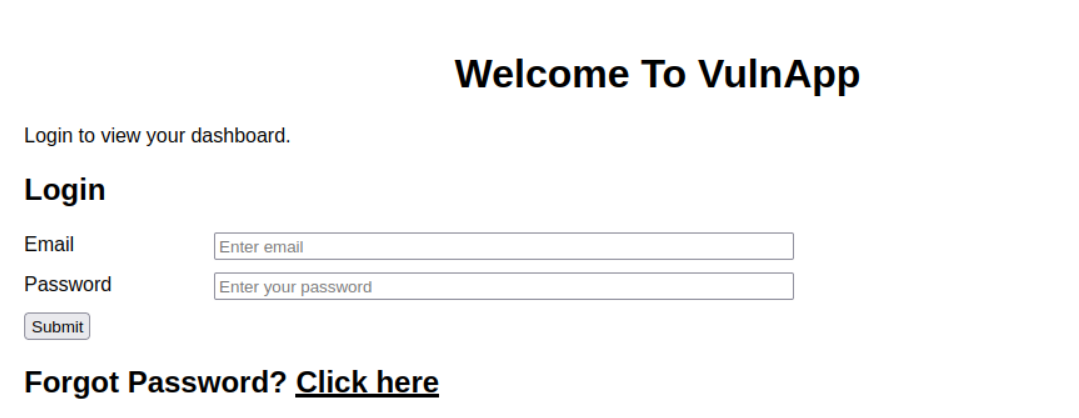 Welcome To VulnApp
Login to view your dashboard.
Login
Email Enter email
Password Enter your password
Submit
Forgot Password? Click here